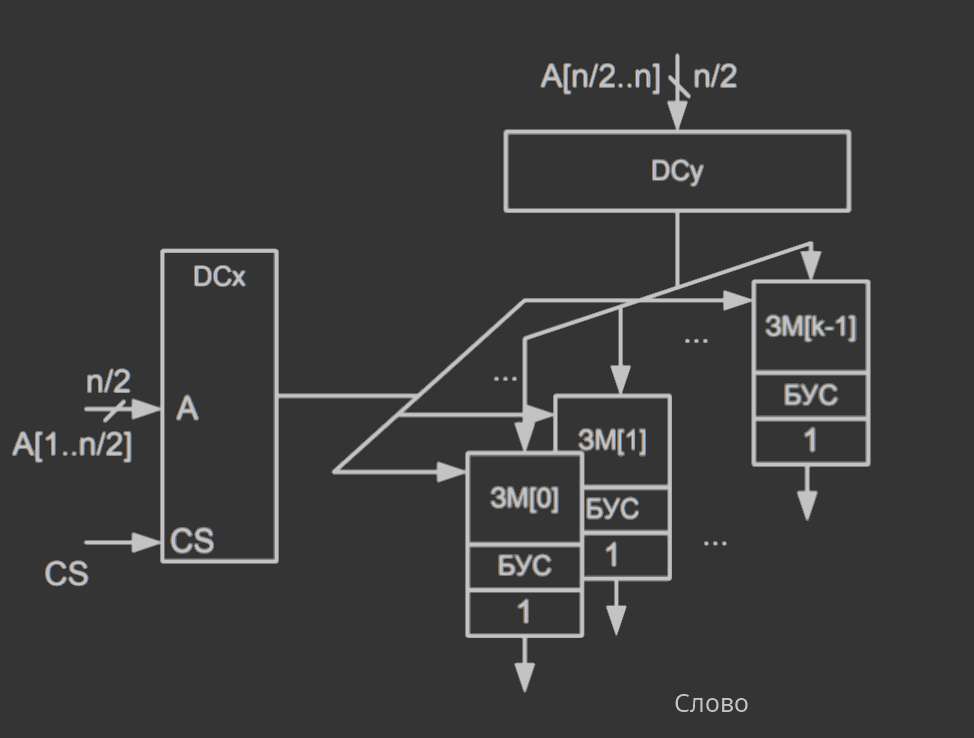 A[n/2..n] n/2
DCy
DCx
n/2
A
A[1..n/2]
CS
CS
...
...
ЗМ[k-1]
БУС
1
ЗМ[1]
БУС
1
ЗМ[0]
БУС
1
...
Слово